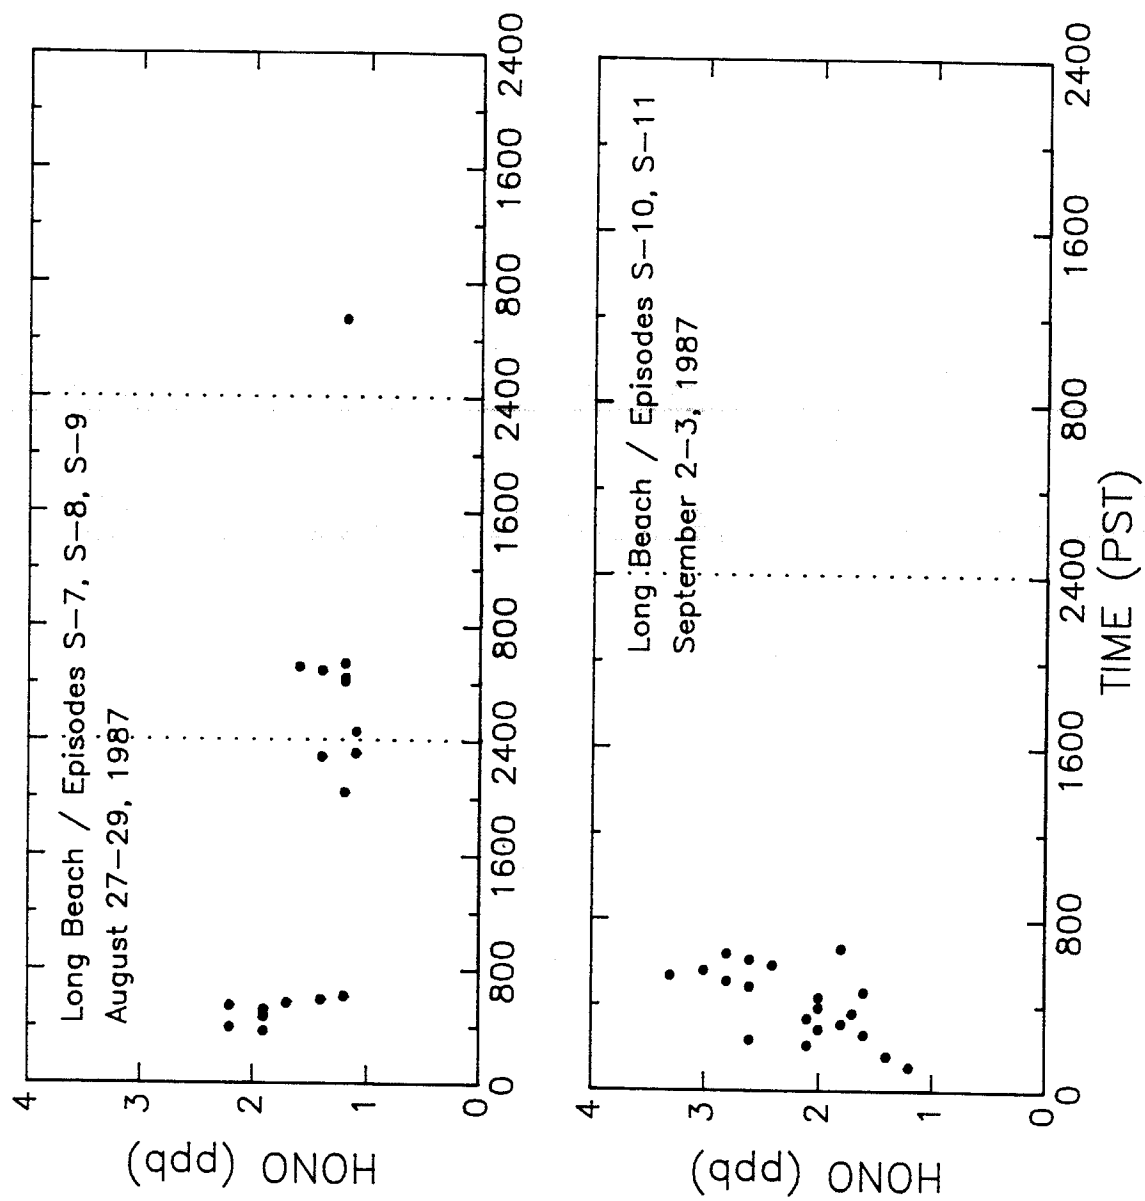 Long Beach / Episodes S-7, S-8, S-9
August 27-29, 1987
HONO (ppb)
4
3
2
1
0
0 800 1600 2400 800 1600 2400 800 1600 2400
Long Beach / Episodes S-10, S-11
September 2-3, 1987
HONO (ppb)
4
3
2
1
0
0 800 1600 2400 800 1600 2400
TIME (PST)